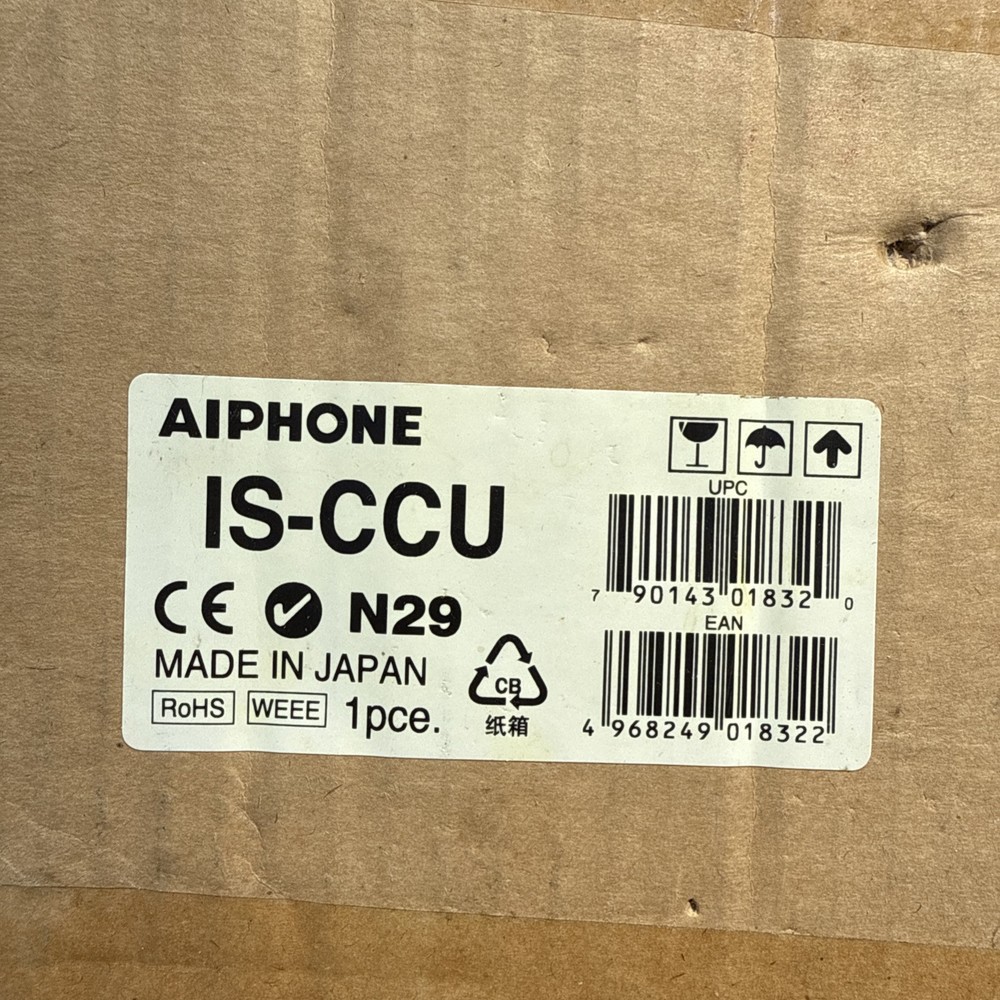 AIPHONE
IS-CCU
CE N29
MADE IN JAPAN
RoHS WEEE 1pce.
CB
纸箱
UPC
7 90143 01832 0
EAN
4 968249 018322